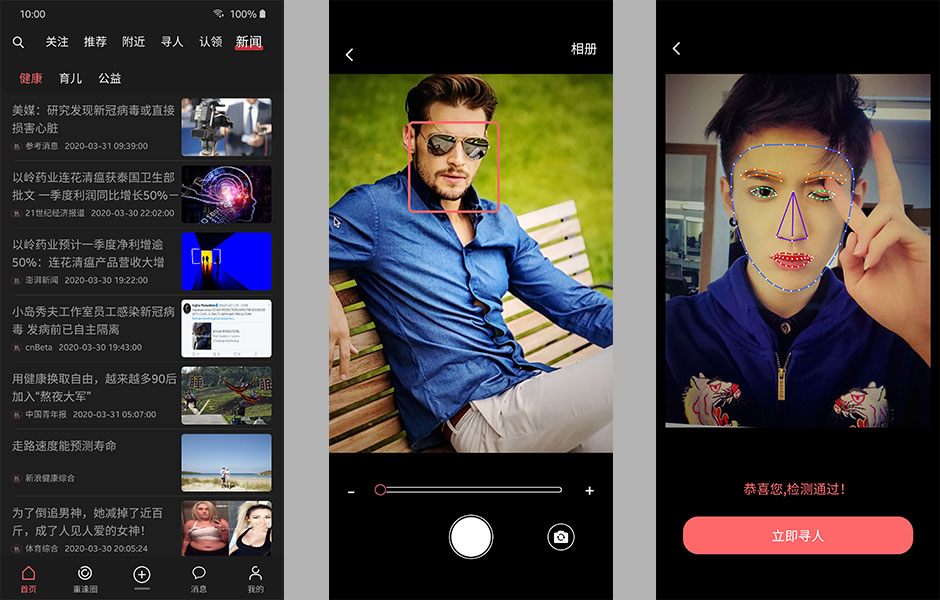 10:00
100%
关注 推荐 附近 寻人 认领 新闻
健康 育儿 公益
美媒：研究发现新冠病毒或直接
损害心脏
参考消息 2020-03-31 09:39:00
以岭药业连花清瘟获泰国卫生部
批文 一季度利润同比增长50%一
21世纪经济报道 2020-03-30 22:02:00
以岭药业预计一季度净利增逾
50%：连花清瘟产品营收大增
澎湃新闻 2020-03-30 19:22:00
小岛秀夫工作室员工感染新冠病
毒 发病前已自主隔离
cnBeta 2020-03-30 19:43:00
用健康换取自由，越来越多90后
加入“熬夜大军”
中国青年报 2020-03-31 05:07:00
走路速度能预测寿命
新浪健康综合
为了倒追男神，她减掉了近百
斤，成了人见人爱的女神！
体育综合 2020-03-30 20:05:24
首页 重逢圈 消息 我的
相册
恭喜您,检测通过！
立即寻人